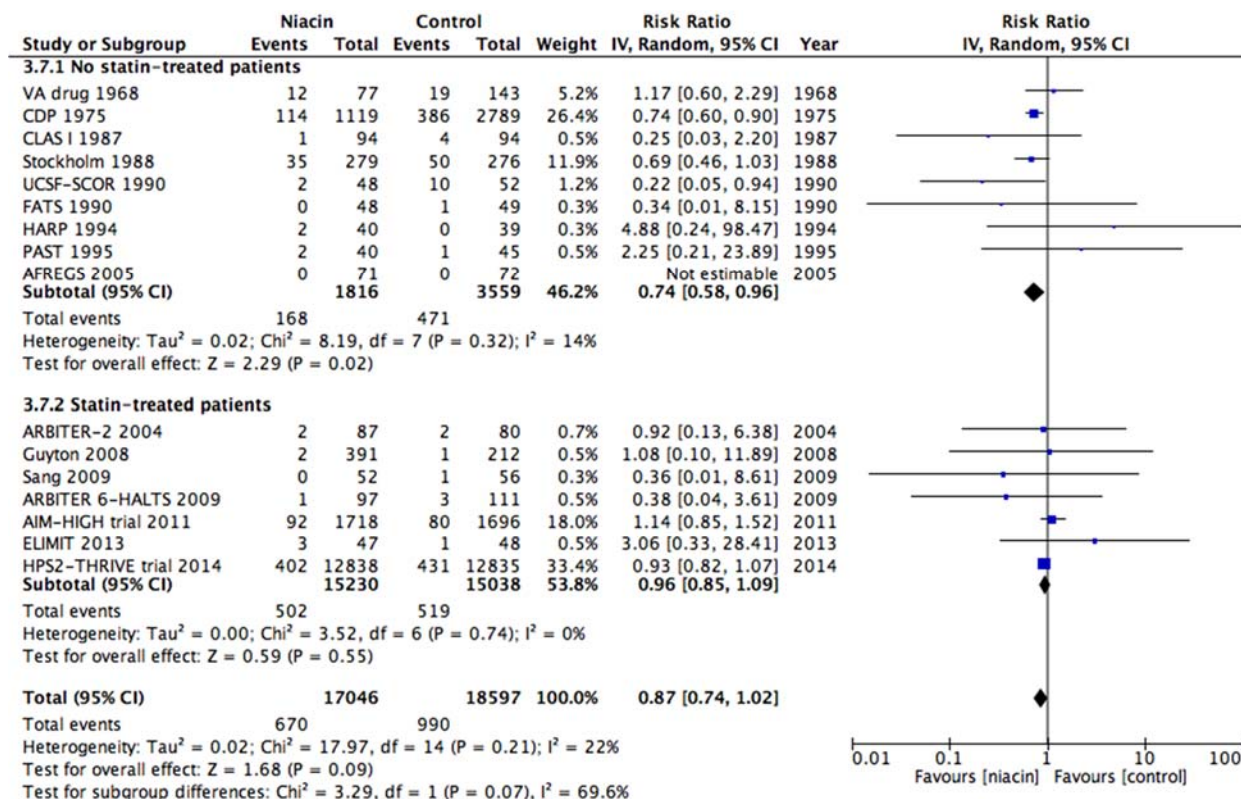 Niacin Control Risk Ratio Risk Ratio
Study or Subgroup Events Total Events Total Weight IV, Random, 95% CI Year IV, Random, 95% CI
3.7.1 No statin-treated patients
VA drug 1968 12 77 19 143 5.2% 1.17 [0.60, 2.29] 1968
CDP 1975 114 1119 386 2789 26.4% 0.74 [0.60, 0.90] 1975
CLAS I 1987 1 94 4 94 0.5% 0.25 [0.03, 2.20] 1987
Stockholm 1988 35 279 50 276 11.9% 0.69 [0.46, 1.03] 1988
UCSF-SCOR 1990 2 48 10 52 1.2% 0.22 [0.05, 0.94] 1990
FATS 1990 0 48 1 49 0.3% 0.34 [0.01, 8.15] 1990
HARP 1994 2 40 0 39 0.3% 4.88 [0.24, 98.47] 1994
PAST 1995 2 40 1 45 0.5% 2.25 [0.21, 23.89] 1995
AFREGS 2005 0 71 0 72 Not estimable 2005
Subtotal (95% CI) 1816 3559 46.2% 0.74 [0.58, 0.96]
Total events 168 471
Heterogeneity: Tau² = 0.02; Chi² = 8.19, df = 7 (P = 0.32); I² = 14%
Test for overall effect: Z = 2.29 (P = 0.02)
3.7.2 Statin-treated patients
ARBITER-2 2004 2 87 2 80 0.7% 0.92 [0.13, 6.38] 2004
Guyton 2008 2 391 1 212 0.5% 1.08 [0.10, 11.89] 2008
Sang 2009 0 52 1 56 0.3% 0.36 [0.01, 8.61] 2009
ARBITER 6-HALTS 2009 1 97 3 111 0.5% 0.38 [0.04, 3.61] 2009
AIM-HIGH trial 2011 92 1718 80 1696 18.0% 1.14 [0.85, 1.52] 2011
ELIMIT 2013 3 47 1 48 0.5% 3.06 [0.33, 28.41] 2013
HPS2-THRIVE trial 2014 402 12838 431 12835 33.4% 0.93 [0.82, 1.07] 2014
Subtotal (95% CI) 15230 15038 53.8% 0.96 [0.85, 1.09]
Total events 502 519
Heterogeneity: Tau² = 0.00; Chi² = 3.52, df = 6 (P = 0.74); I² = 0%
Test for overall effect: Z = 0.59 (P = 0.55)
Total (95% CI) 17046 18597 100.0% 0.87 [0.74, 1.02]
Total events 670 990
Heterogeneity: Tau² = 0.02; Chi² = 17.97, df = 14 (P = 0.21); I² = 22%
Test for overall effect: Z = 1.68 (P = 0.09)
Test for subgroup differences: Chi² = 3.29, df = 1 (P = 0.07), I² = 69.6%
0.01 0.1 1 10 100
Favours [niacin] Favours [control]